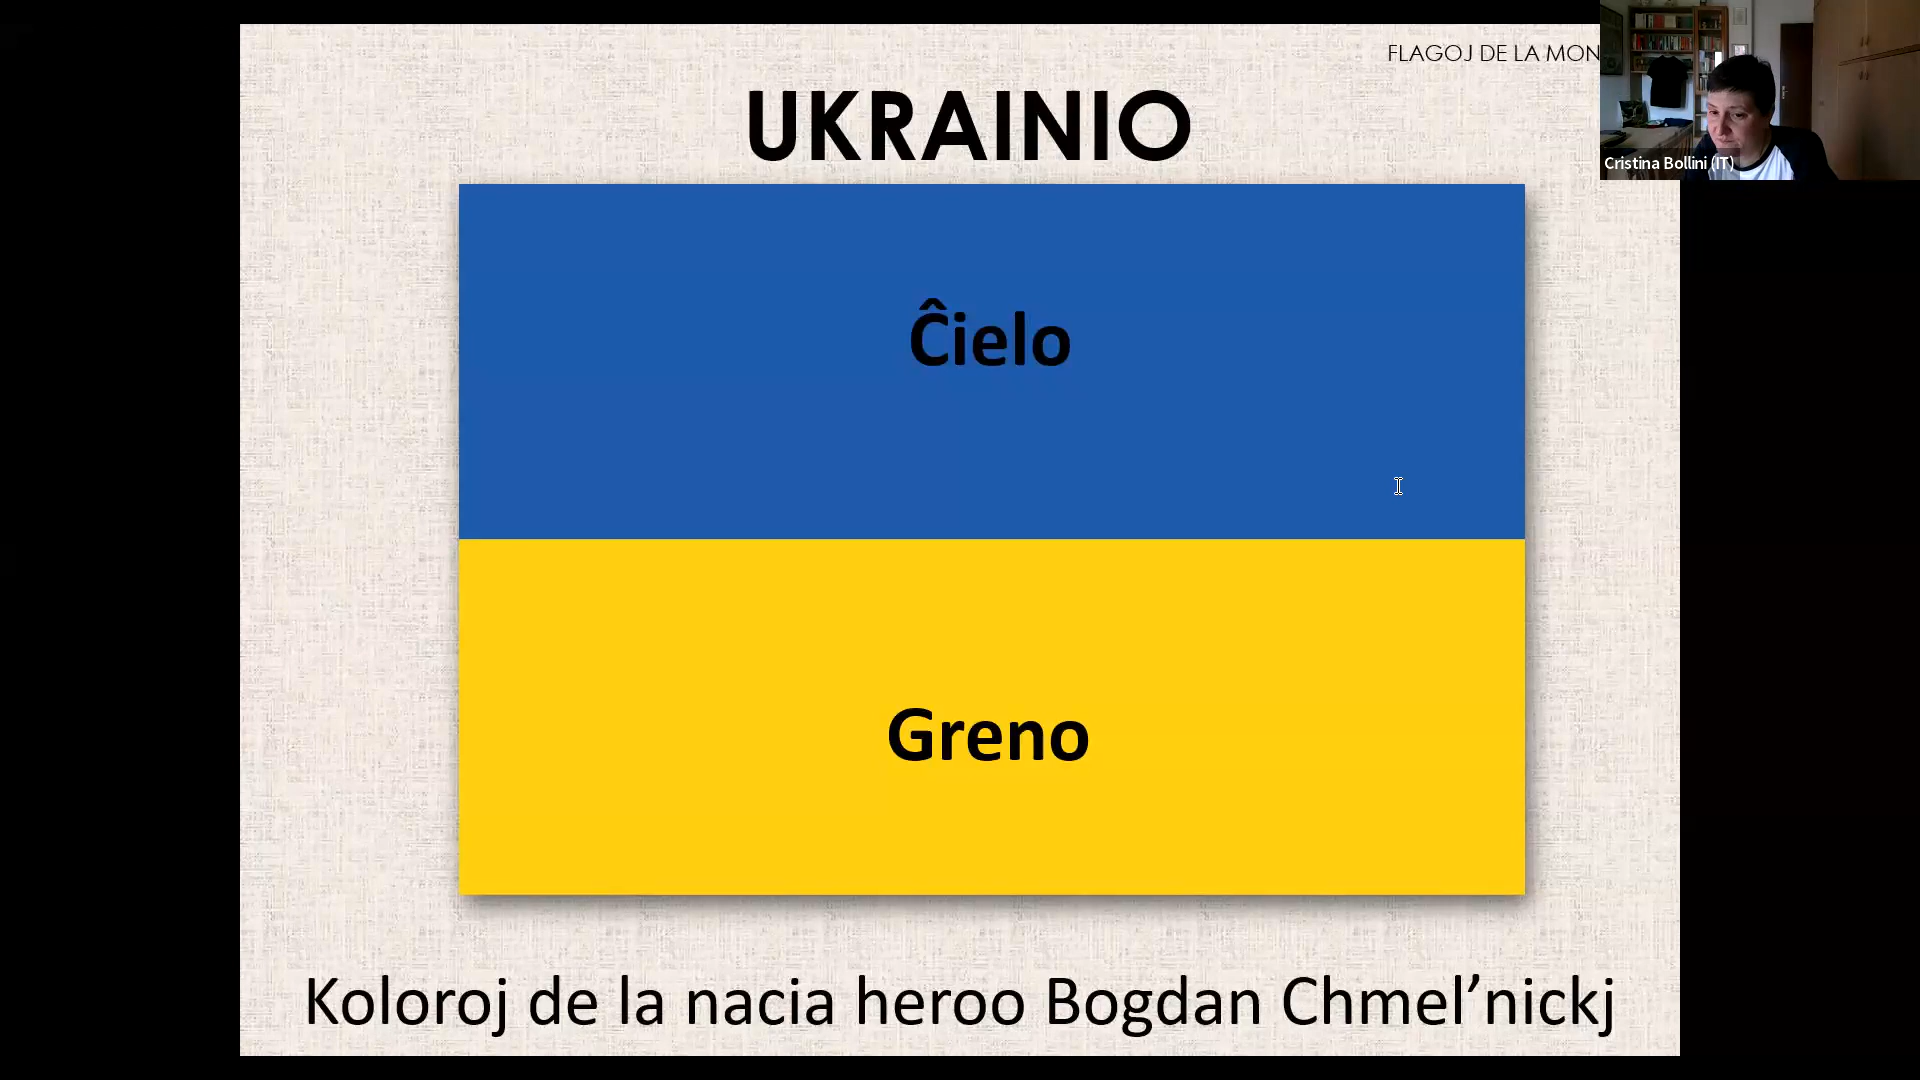 FLAGOJ DE LA MON
UKRAINIO
Cristina Bollini (IT)
Ĉielo
Greno
Koloroj de la nacia heroo Bogdan Chmel’nickj